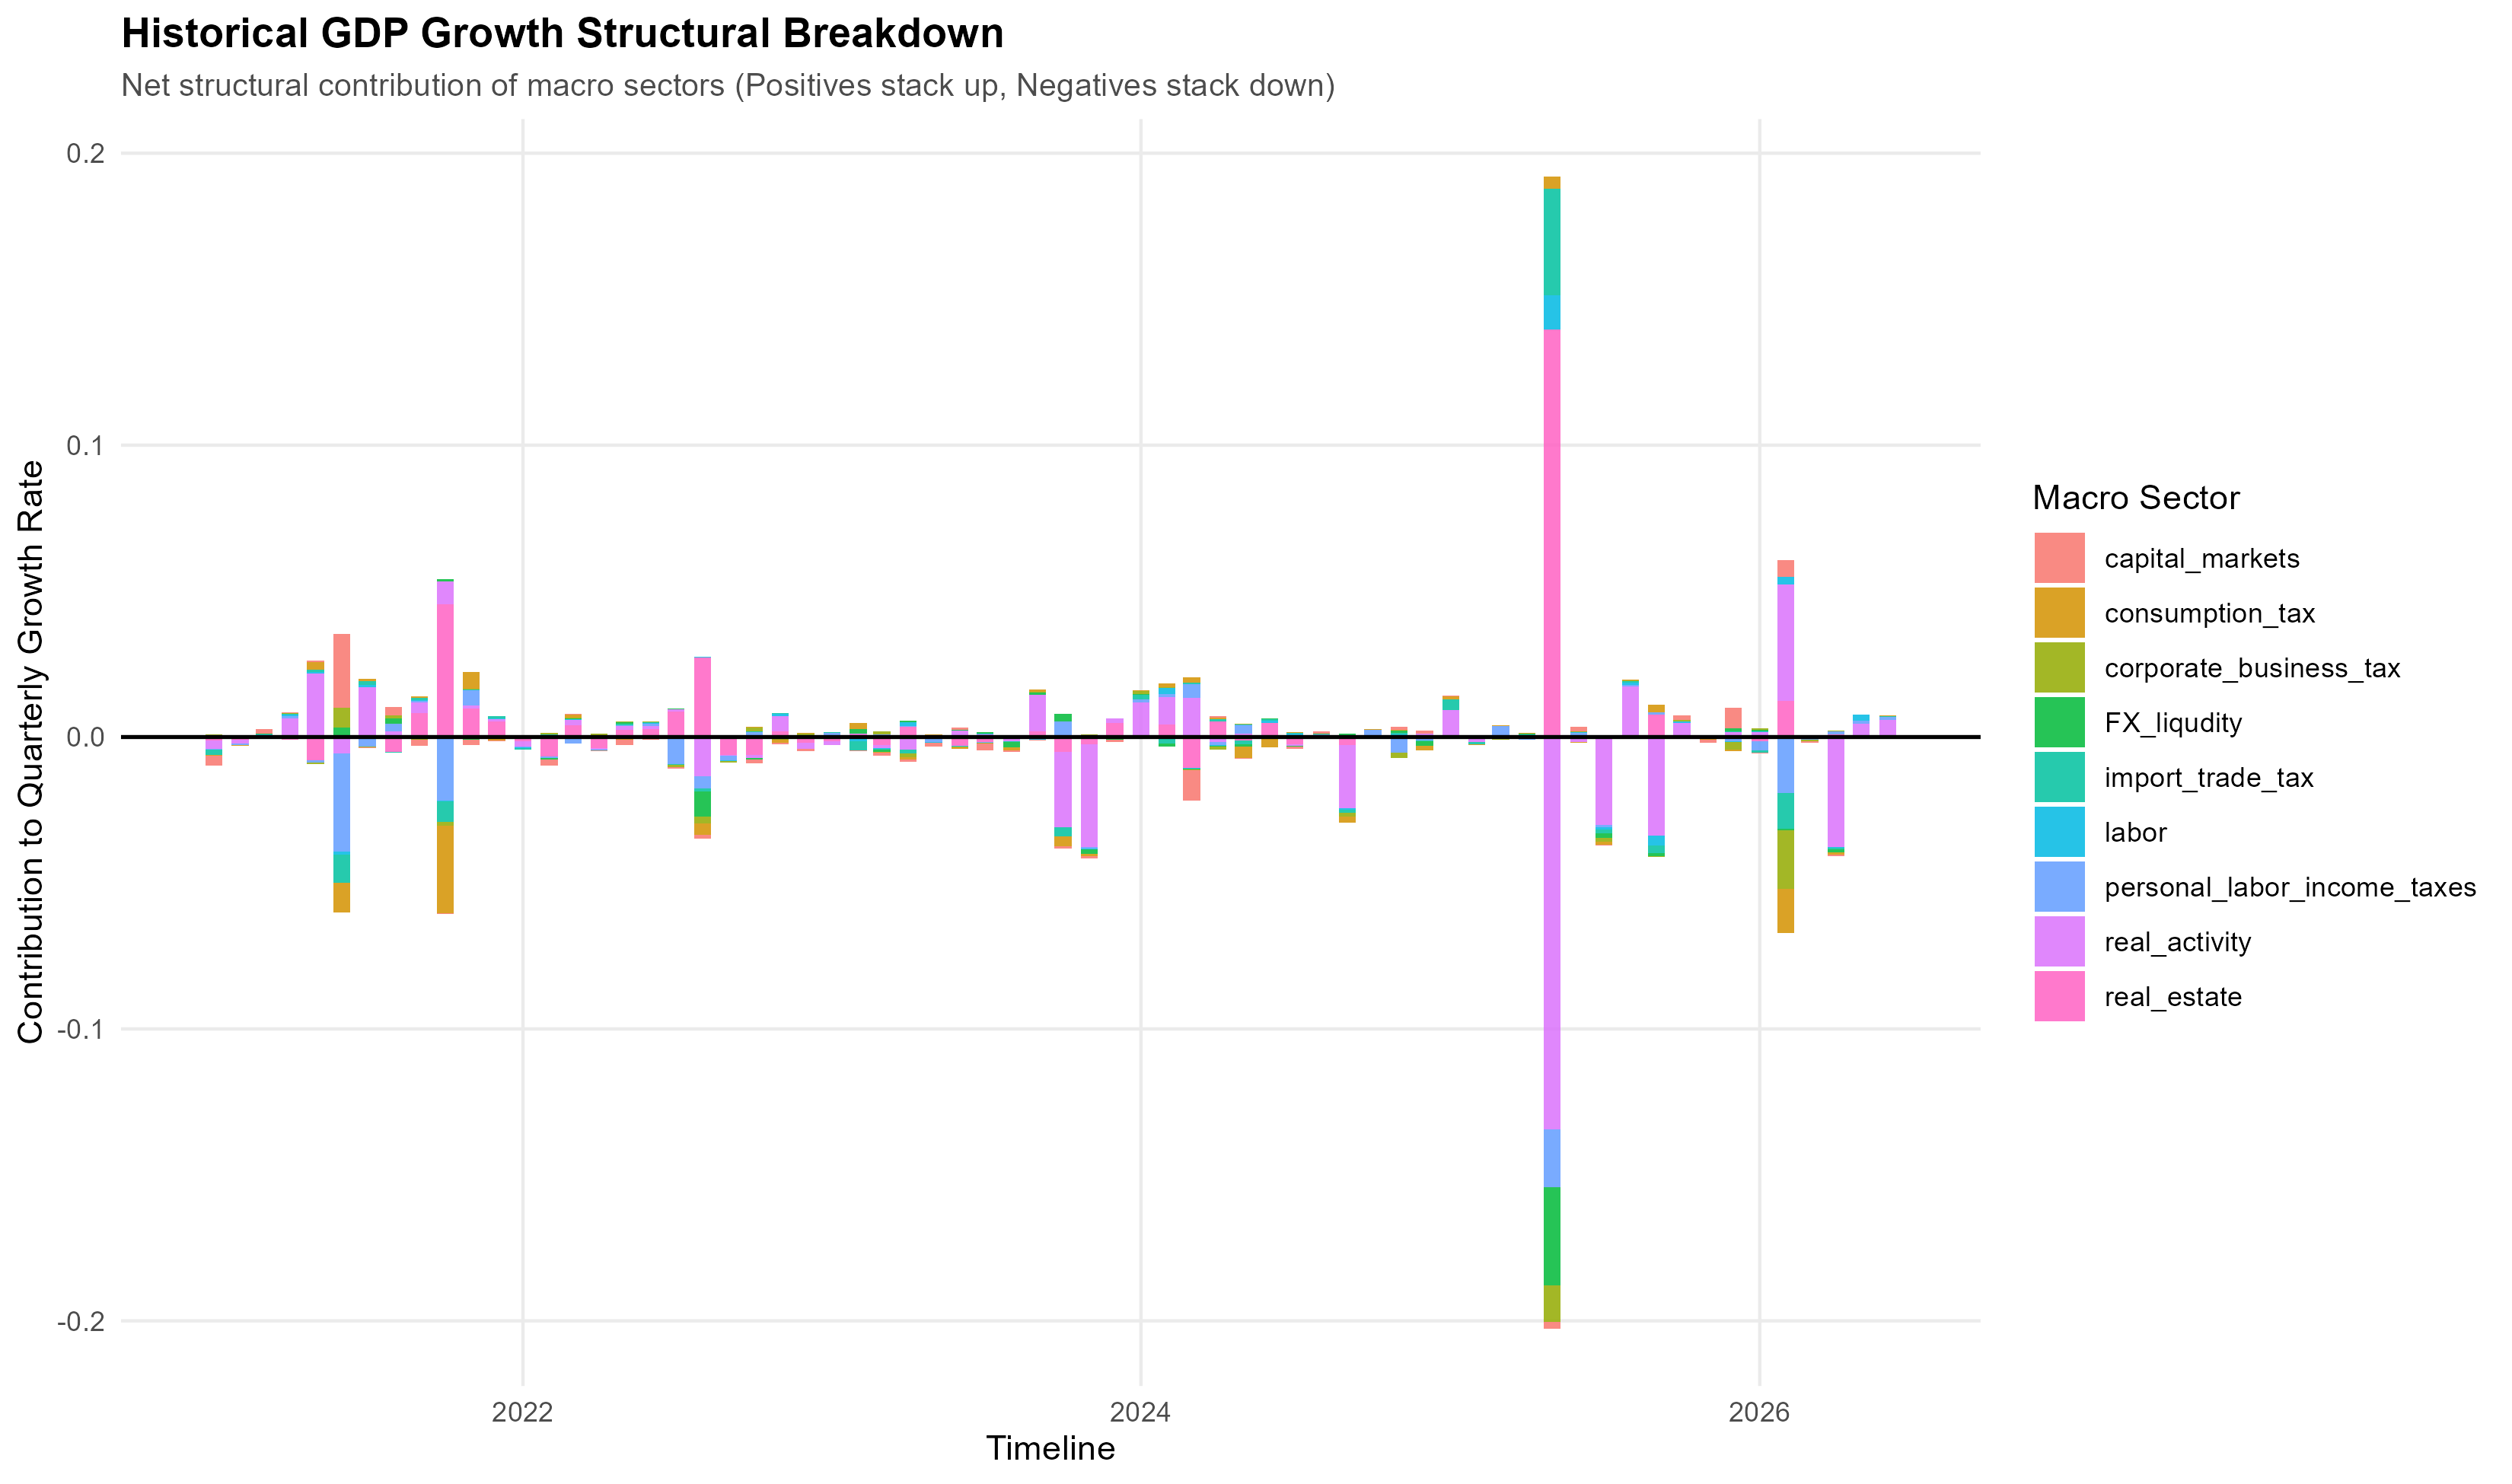 Historical GDP Growth Structural Breakdown
Net structural contribution of macro sectors (Positives stack up, Negatives stack down)
Contribution to Quarterly Growth Rate
0.2
0.1
0.0
-0.1
-0.2
2022
2024
2026
Timeline
Macro Sector
capital_markets
consumption_tax
corporate_business_tax
FX_liqudity
import_trade_tax
labor
personal_labor_income_taxes
real_activity
real_estate